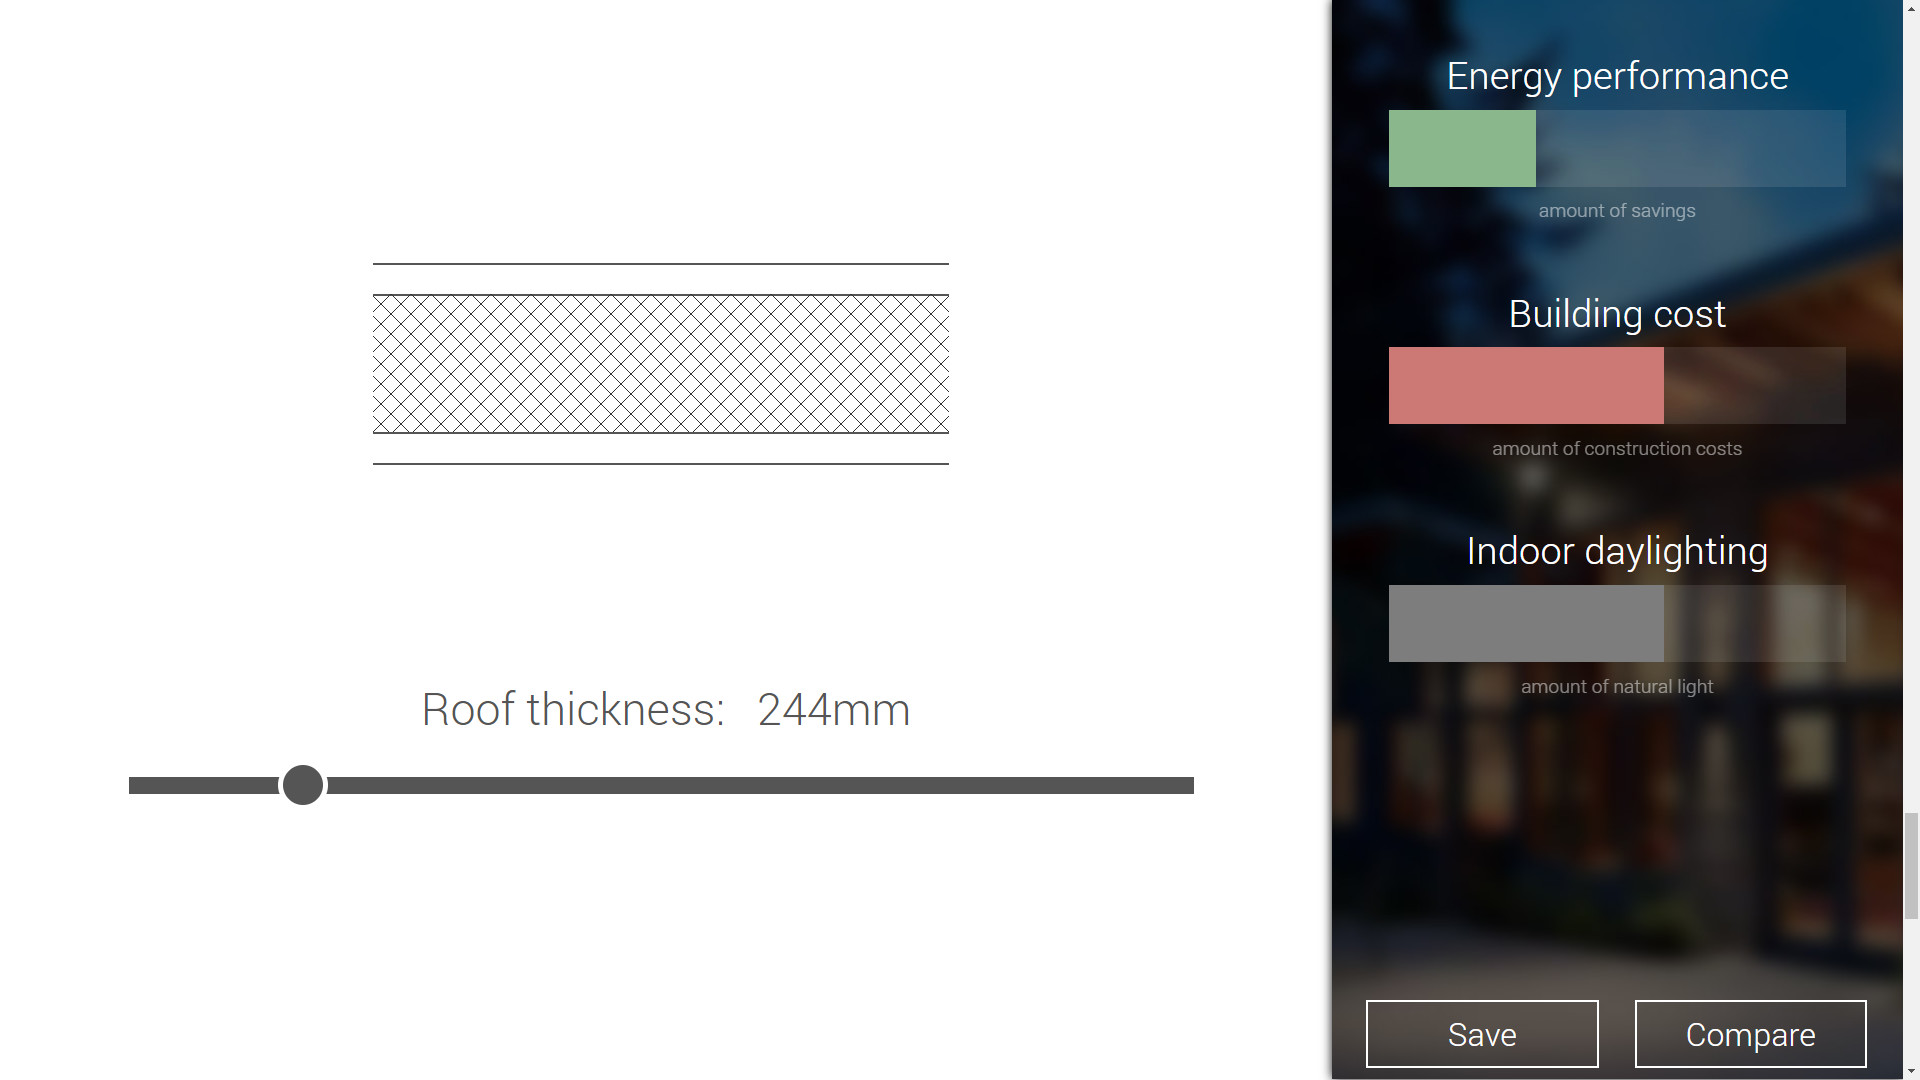 Roof thickness: 244mm
Energy performance
amount of savings
Building cost
amount of construction costs
Indoor daylighting
amount of natural light
Save
Compare